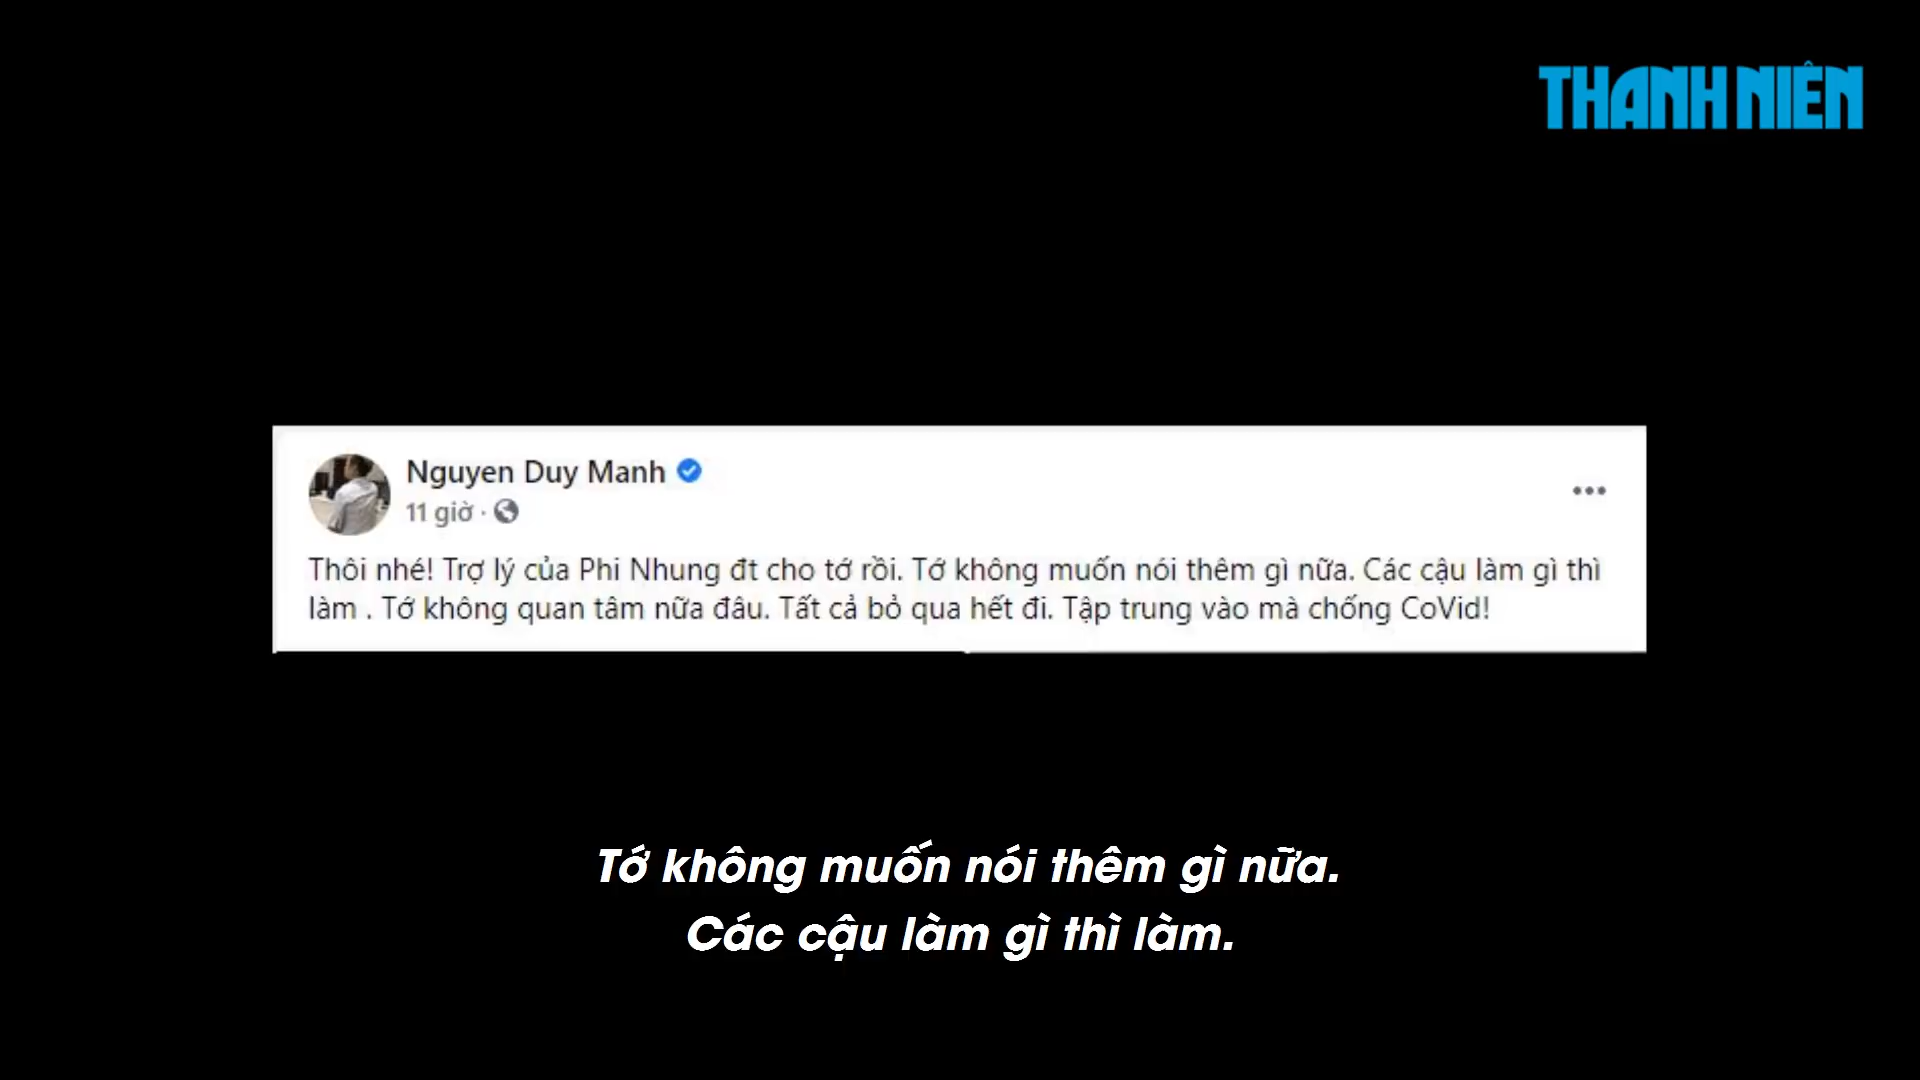 THANH NIÊN
Nguyen Duy Manh
11 giờ ·
Thôi nhé! Trợ lý của Phi Nhung đt cho tớ rồi. Tớ không muốn nói thêm gì nữa. Các cậu làm gì thì
làm . Tớ không quan tâm nữa đâu. Tất cả bỏ qua hết đi. Tập trung vào mà chống CoVid!
Tớ không muốn nói thêm gì nữa.
Các cậu làm gì thì làm.